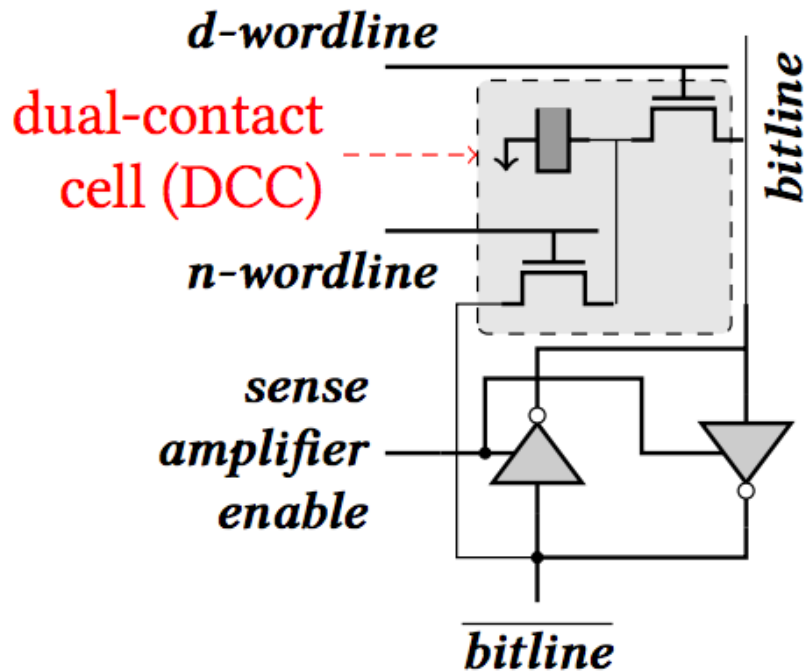 d-wordline
dual-contact
cell (DCC)
bitline
n-wordline
sense
amplifier
enable
bitline